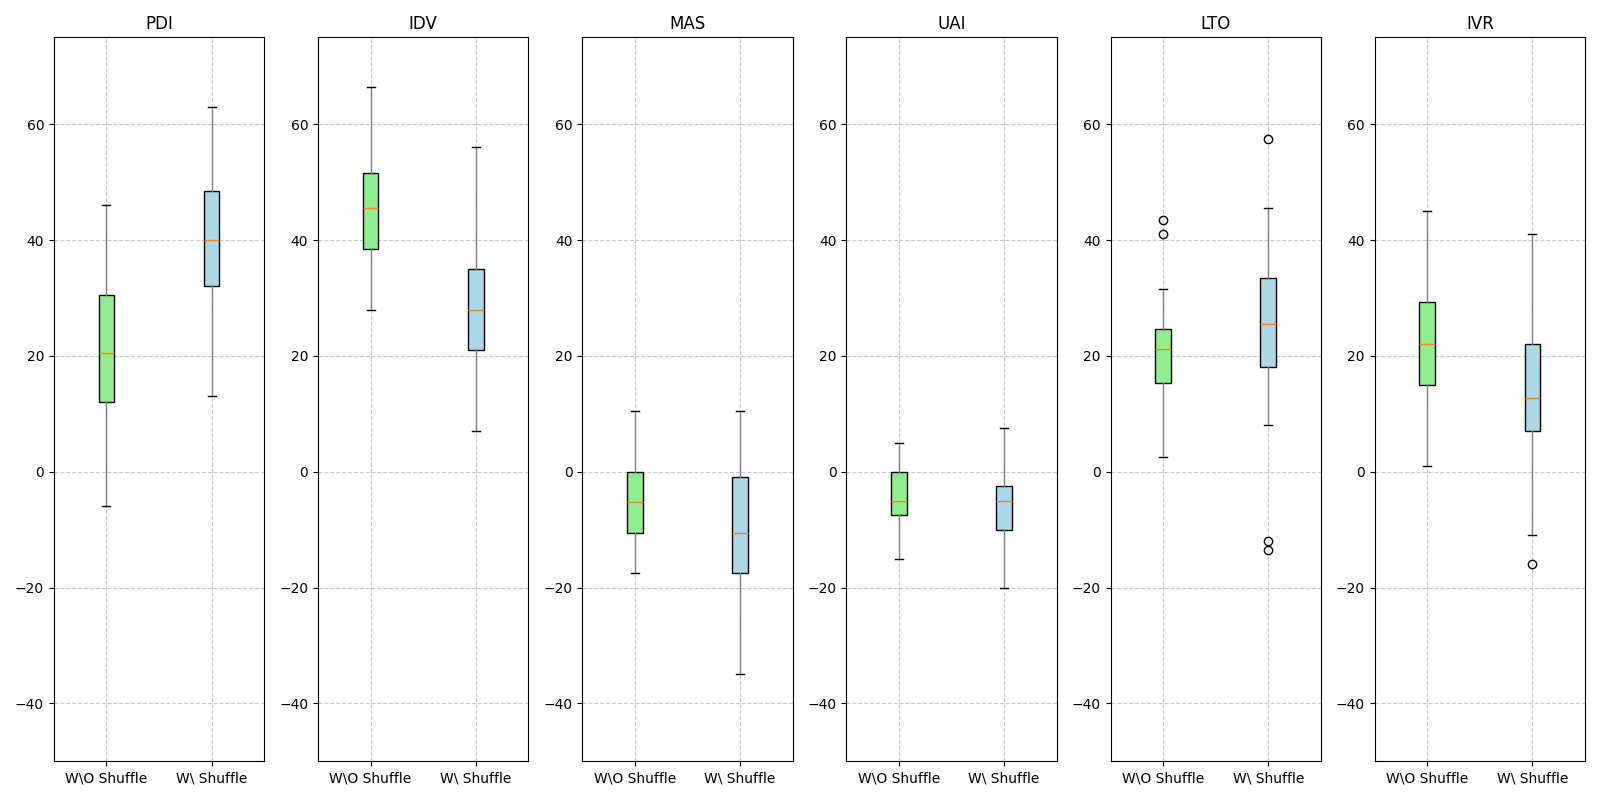 PDI IDV MAS UAI LTO IVR
60 60 60 60 60 60
40 40 40 40 40 40
20 20 20 20 20 20
0 0 0 0 0 0
−20 −20 −20 −20 −20 −20
−40 −40 −40 −40 −40 −40
W\O Shuffle W\ Shuffle W\O Shuffle W\ Shuffle W\O Shuffle W\ Shuffle W\O Shuffle W\ Shuffle W\O Shuffle W\ Shuffle W\O Shuffle W\ Shuffle